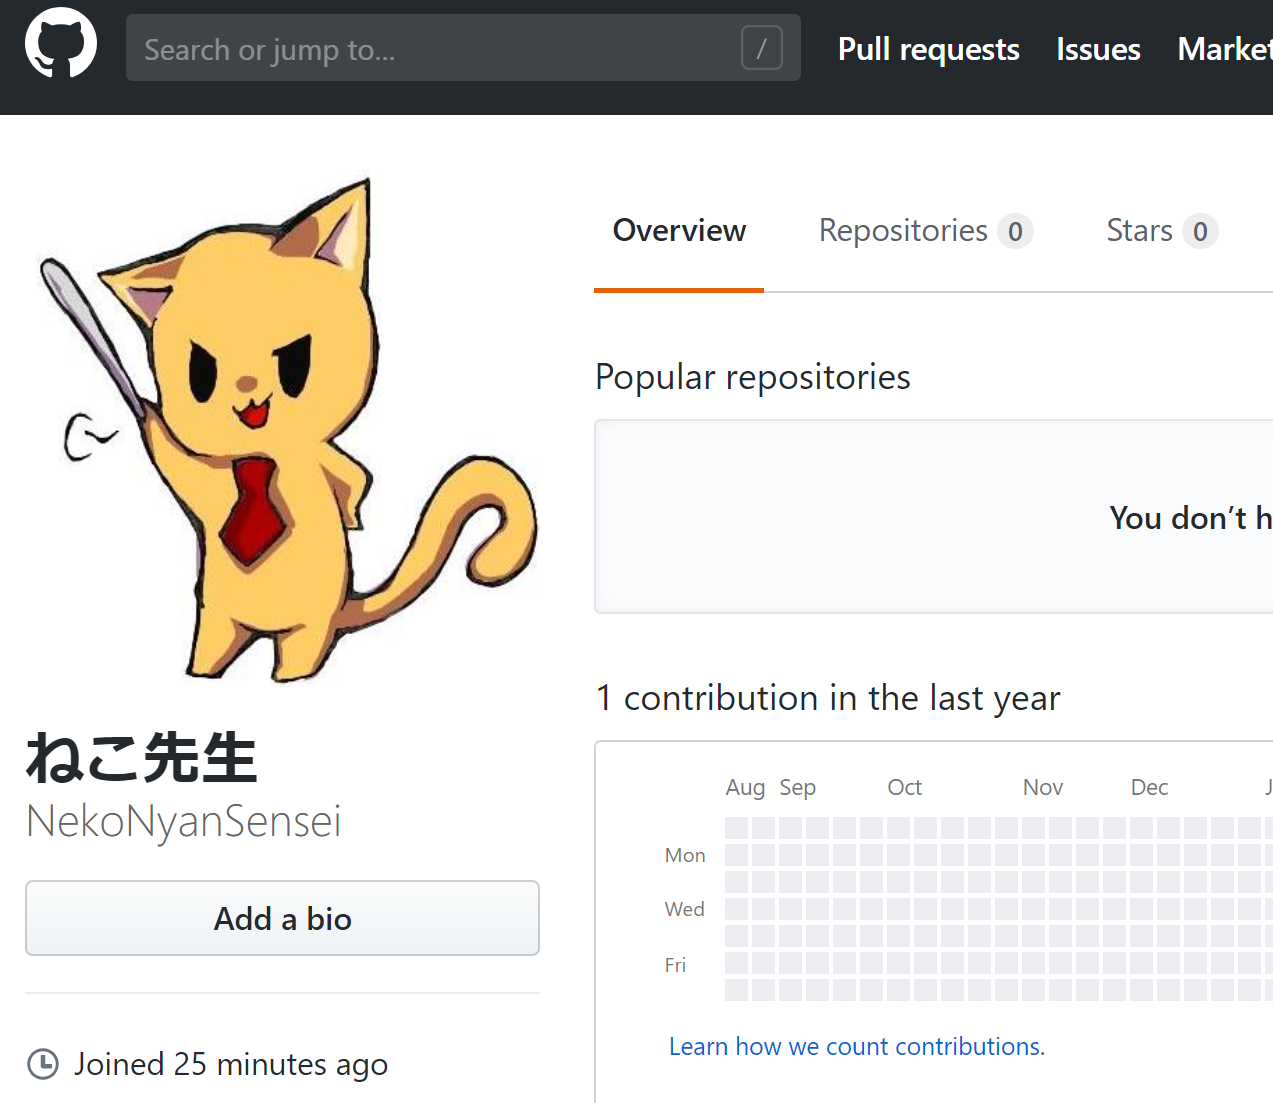 Search or jump to...
/
Pull requests
Issues
Market
Overview
Repositories 0
Stars 0
Popular repositories
You don’t h
1 contribution in the last year
Aug Sep Oct Nov Dec J
Mon
Wed
Fri
Learn how we count contributions.
ねこ先生
NekoNyanSensei
Add a bio
Joined 25 minutes ago